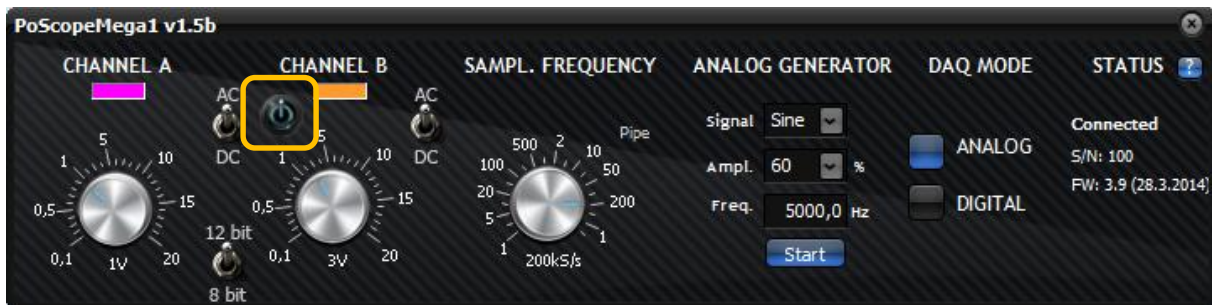 PoScopeMega1 v1.5b
CHANNEL A
AC
DC
1
5
10
0,5
15
0,1
1V
20
12 bit
8 bit
CHANNEL B
AC
DC
1
5
10
0,5
15
0,1
3V
20
SAMPL. FREQUENCY
Pipe
500
2
10
100
50
20
200
5
1
1
200kS/s
ANALOG GENERATOR
Signal Sine
Ampl. 60 %
Freq. 5000,0 Hz
Start
DAQ MODE
ANALOG
DIGITAL
STATUS ?
Connected
S/N: 100
FW: 3.9 (28.3.2014)